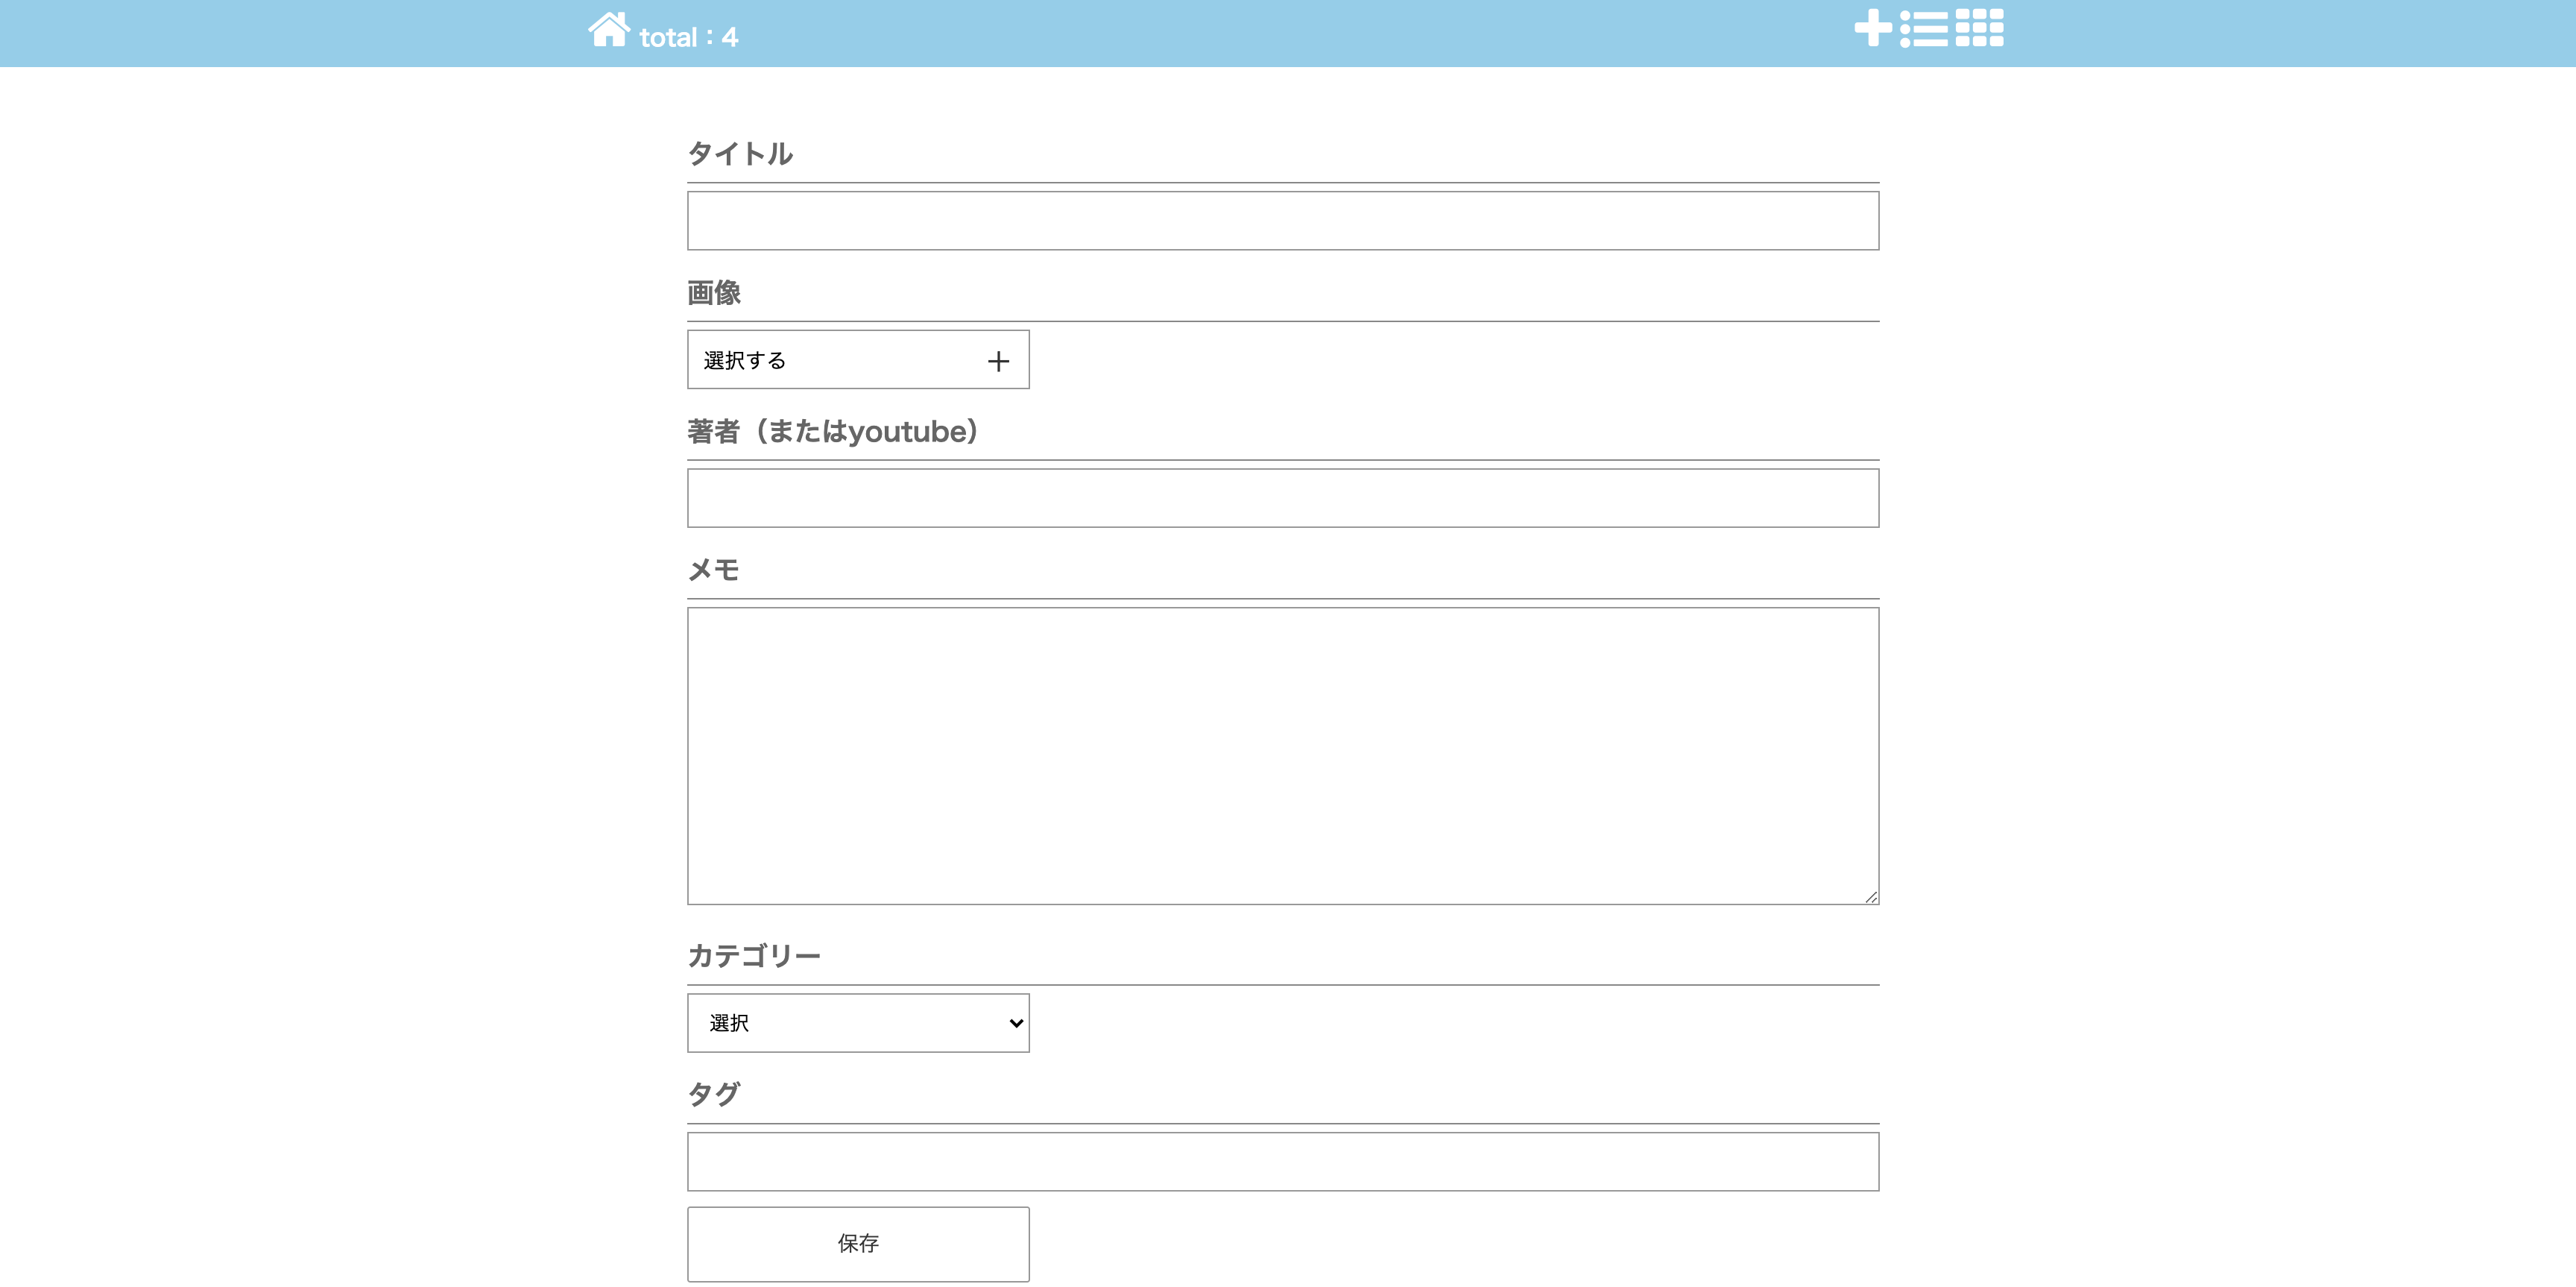 total：4
タイトル
画像
選択する
著者（またはyoutube）
メモ
カテゴリー
選択
タグ
保存